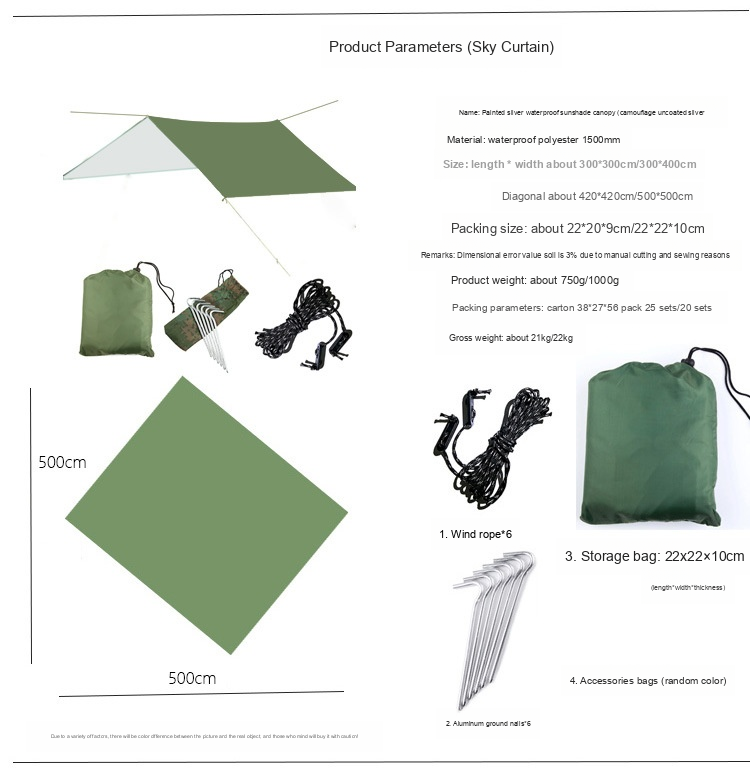 Product Parameters (Sky Curtain)
Name: Painted silver waterproof sunshade canopy (camouflage uncoated silver
Material: waterproof polyester 1500mm
Size: length * width about 300*300cm/300*400cm
Diagonal about 420*420cm/500*500cm
Packing size: about 22*20*9cm/22*22*10cm
Remarks: Dimensional error value soil is 3% due to manual cutting and sewing reasons
Product weight: about 750g/1000g
Packing parameters: carton 38*27*56 pack 25 sets/20 sets
Gross weight: about 21kg/22kg
500cm
500cm
1. Wind rope*6
3. Storage bag: 22x22×10cm
(length*width*thickness)
4. Accessories bags (random color)
2. Aluminum ground nails*6
Due to a variety of factors, there will be color difference between the picture and the real object, and those who mind will buy it with caution!